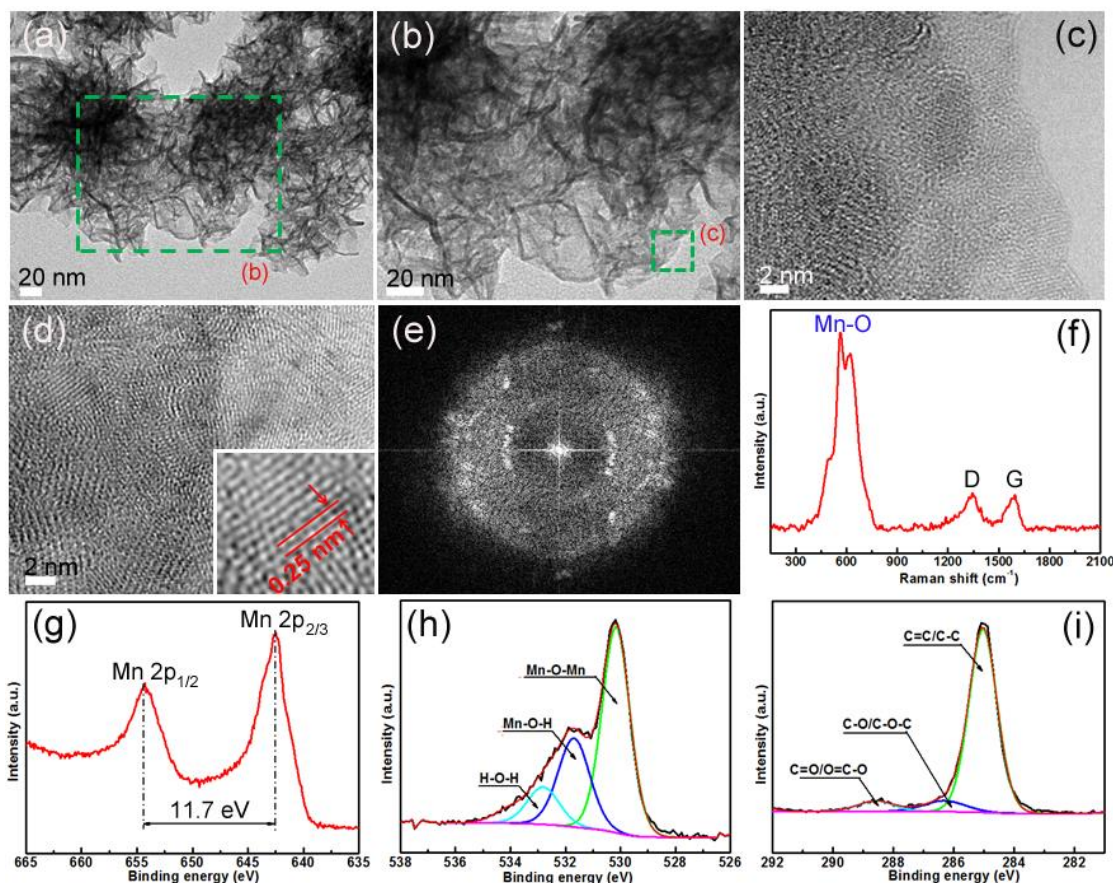 (a)
20 nm
(b)
(b)
20 nm
(c)
(c)
2 nm
(d)
2 nm
0.25 nm
(e)
(f)
Mn-O
D
G
Intensity (a.u.)
300 600 900 1200 1500 1800 2100
Raman shift (cm⁻¹)
(g)
Mn 2p₂/₃
Mn 2p₁/₂
11.7 eV
Intensity (a.u.)
665 660 655 650 645 640 635
Binding energy (eV)
(h)
Mn-O-Mn
Mn-O-H
H-O-H
Intensity (a.u.)
538 536 534 532 530 528 526
Binding energy (eV)
(i)
C=C/C-C
C-O/C-O-C
C=O/O=C-O
Intensity (a.u.)
292 290 288 286 284 282
Binding energy (eV)